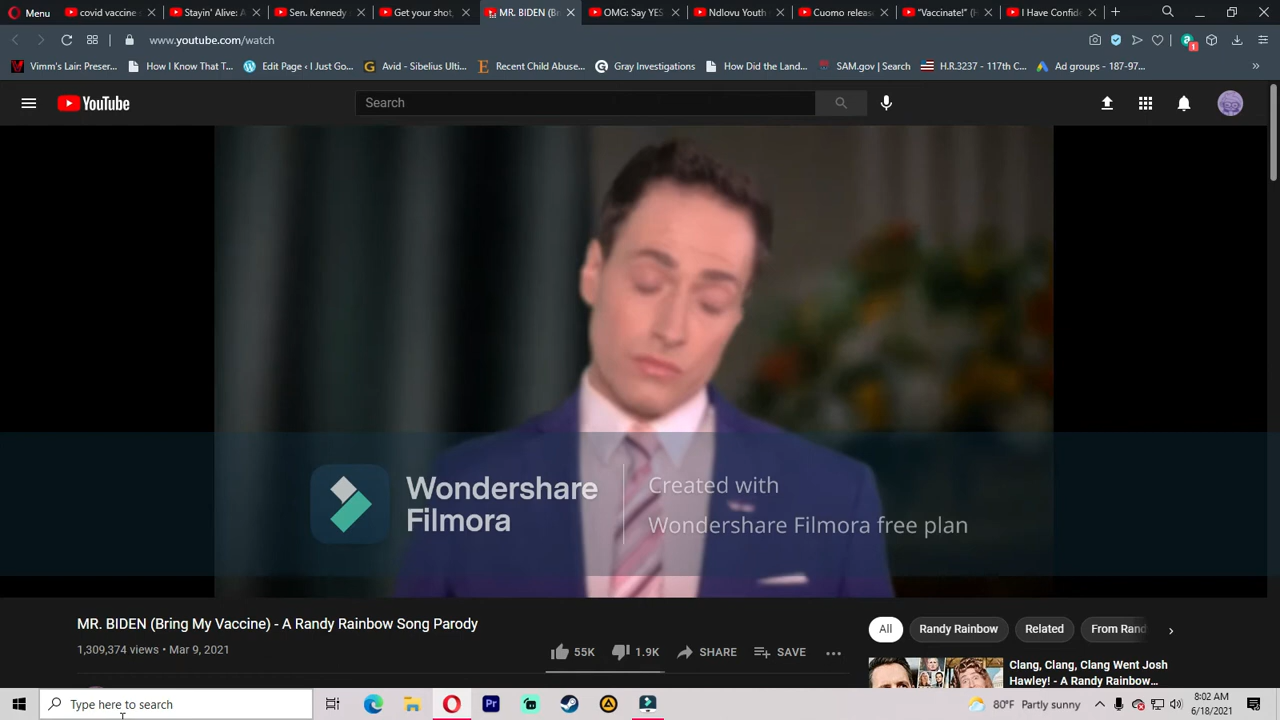 Menu
covid vaccine
Stayin' Alive:
Sen. Kennedy
Get your shot,
MR. BIDEN (B
OMG: Say YES
Ndlovu Youth
Cuomo releas
"Vaccinate!" (
I Have Confid
www.youtube.com/watch
1
Vimm's Lair: Preser...
How I Know That T...
Edit Page ‹ I Just Go...
Avid - Sibelius Ulti...
Recent Child Abuse...
Gray Investigations
How Did the Land...
SAM.gov | Search
H.R.3237 - 117th C...
Ad groups - 187-97...
YouTube
Search
Wondershare
Filmora
Created with
Wondershare Filmora free plan
MR. BIDEN (Bring My Vaccine) - A Randy Rainbow Song Parody
1,309,374 views • Mar 9, 2021
55K
1.9K
SHARE
SAVE
All
Randy Rainbow
Related
From Rand
Clang, Clang, Clang Went Josh
Hawley! - A Randy Rainbow...
Type here to search
Pr
80°F Partly sunny
8:02 AM
6/18/2021